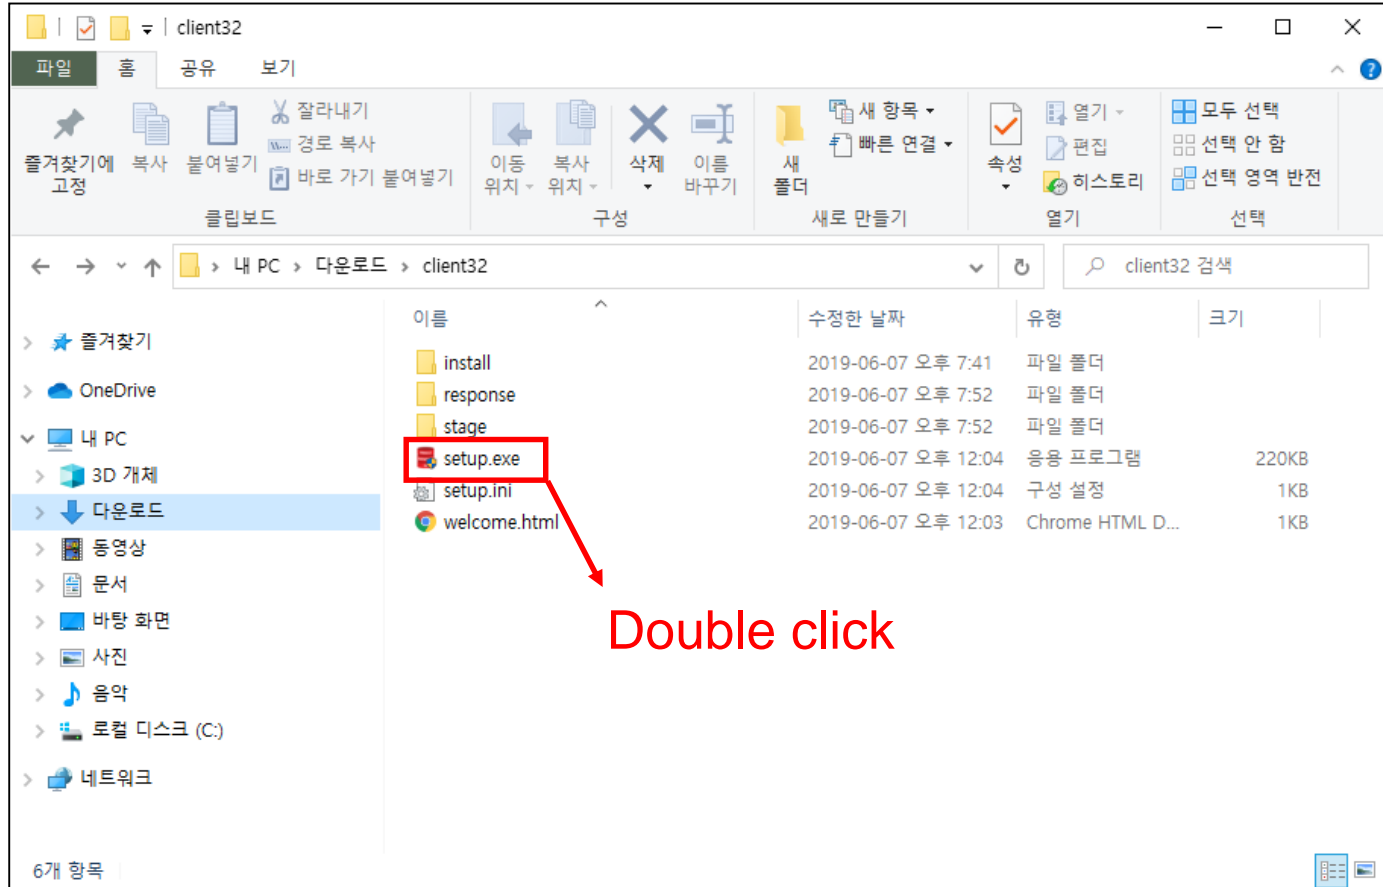 client32
파일 홈 공유 보기
즐겨찾기에 고정
복사
붙여넣기
잘라내기
경로 복사
바로 가기 붙여넣기
클립보드
이동 위치
복사 위치
삭제
이름 바꾸기
구성
새 폴더
새 항목
빠른 연결
새로 만들기
속성
열기
편집
히스토리
열기
모두 선택
선택 안 함
선택 영역 반전
선택
내 PC › 다운로드 › client32
client32 검색
즐겨찾기
OneDrive
내 PC
3D 개체
다운로드
동영상
문서
바탕 화면
사진
음악
로컬 디스크 (C:)
네트워크
이름 수정한 날짜 유형 크기
install 2019-06-07 오후 7:41 파일 폴더
response 2019-06-07 오후 7:52 파일 폴더
stage 2019-06-07 오후 7:52 파일 폴더
setup.exe 2019-06-07 오후 12:04 응용 프로그램 220KB
setup.ini 2019-06-07 오후 12:04 구성 설정 1KB
welcome.html 2019-06-07 오후 12:03 Chrome HTML D... 1KB
Double click
6개 항목